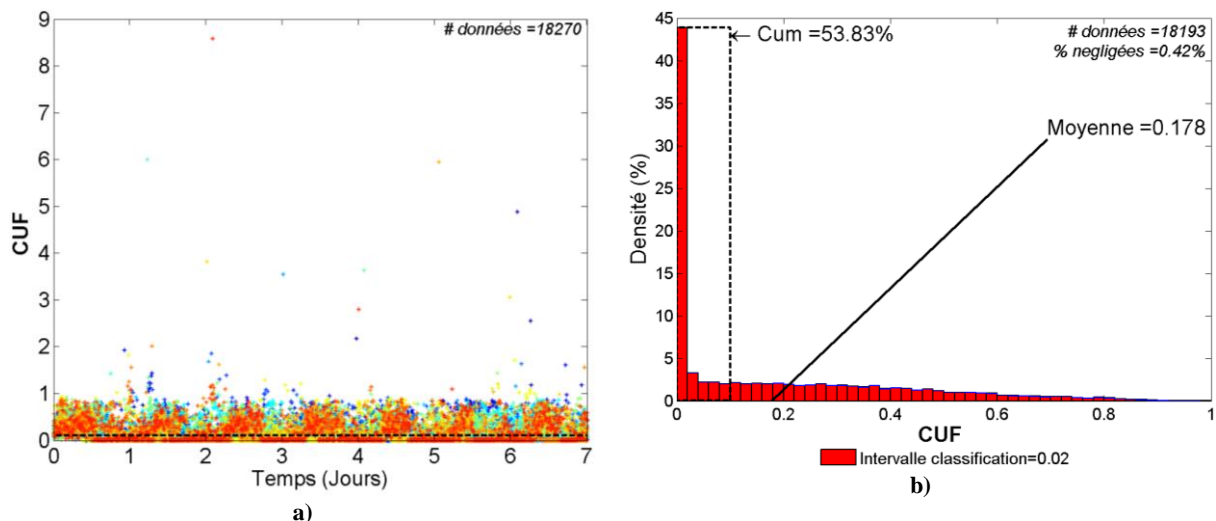 # données =18270
9
8
7
6
5
4
3
2
1
0
CUF
0 1 2 3 4 5 6 7
Temps (Jours)
a)
# données =18193
% negligées =0.42%
← Cum =53.83%
Moyenne =0.178
45
40
35
30
25
20
15
10
5
0
Densité (%)
0 0.2 0.4 0.6 0.8 1
CUF
Intervalle classification=0.02
b)